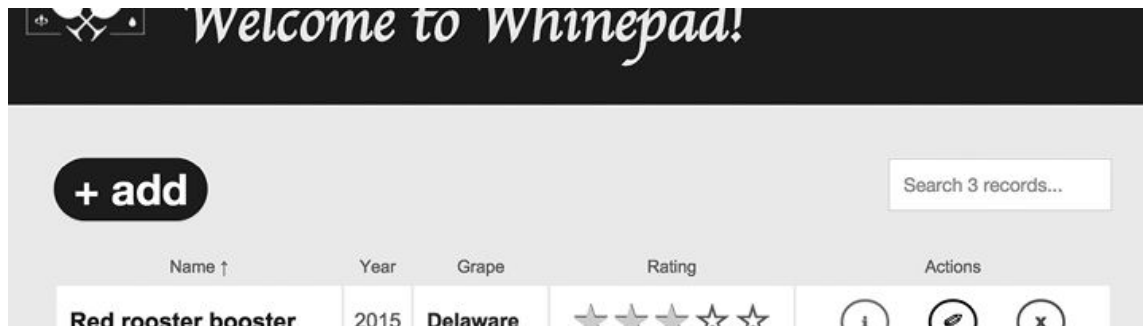 Welcome to Whinepad!
+ add
Search 3 records...
Name ↑ Year Grape Rating Actions
Red rooster booster 2015 Delaware i x